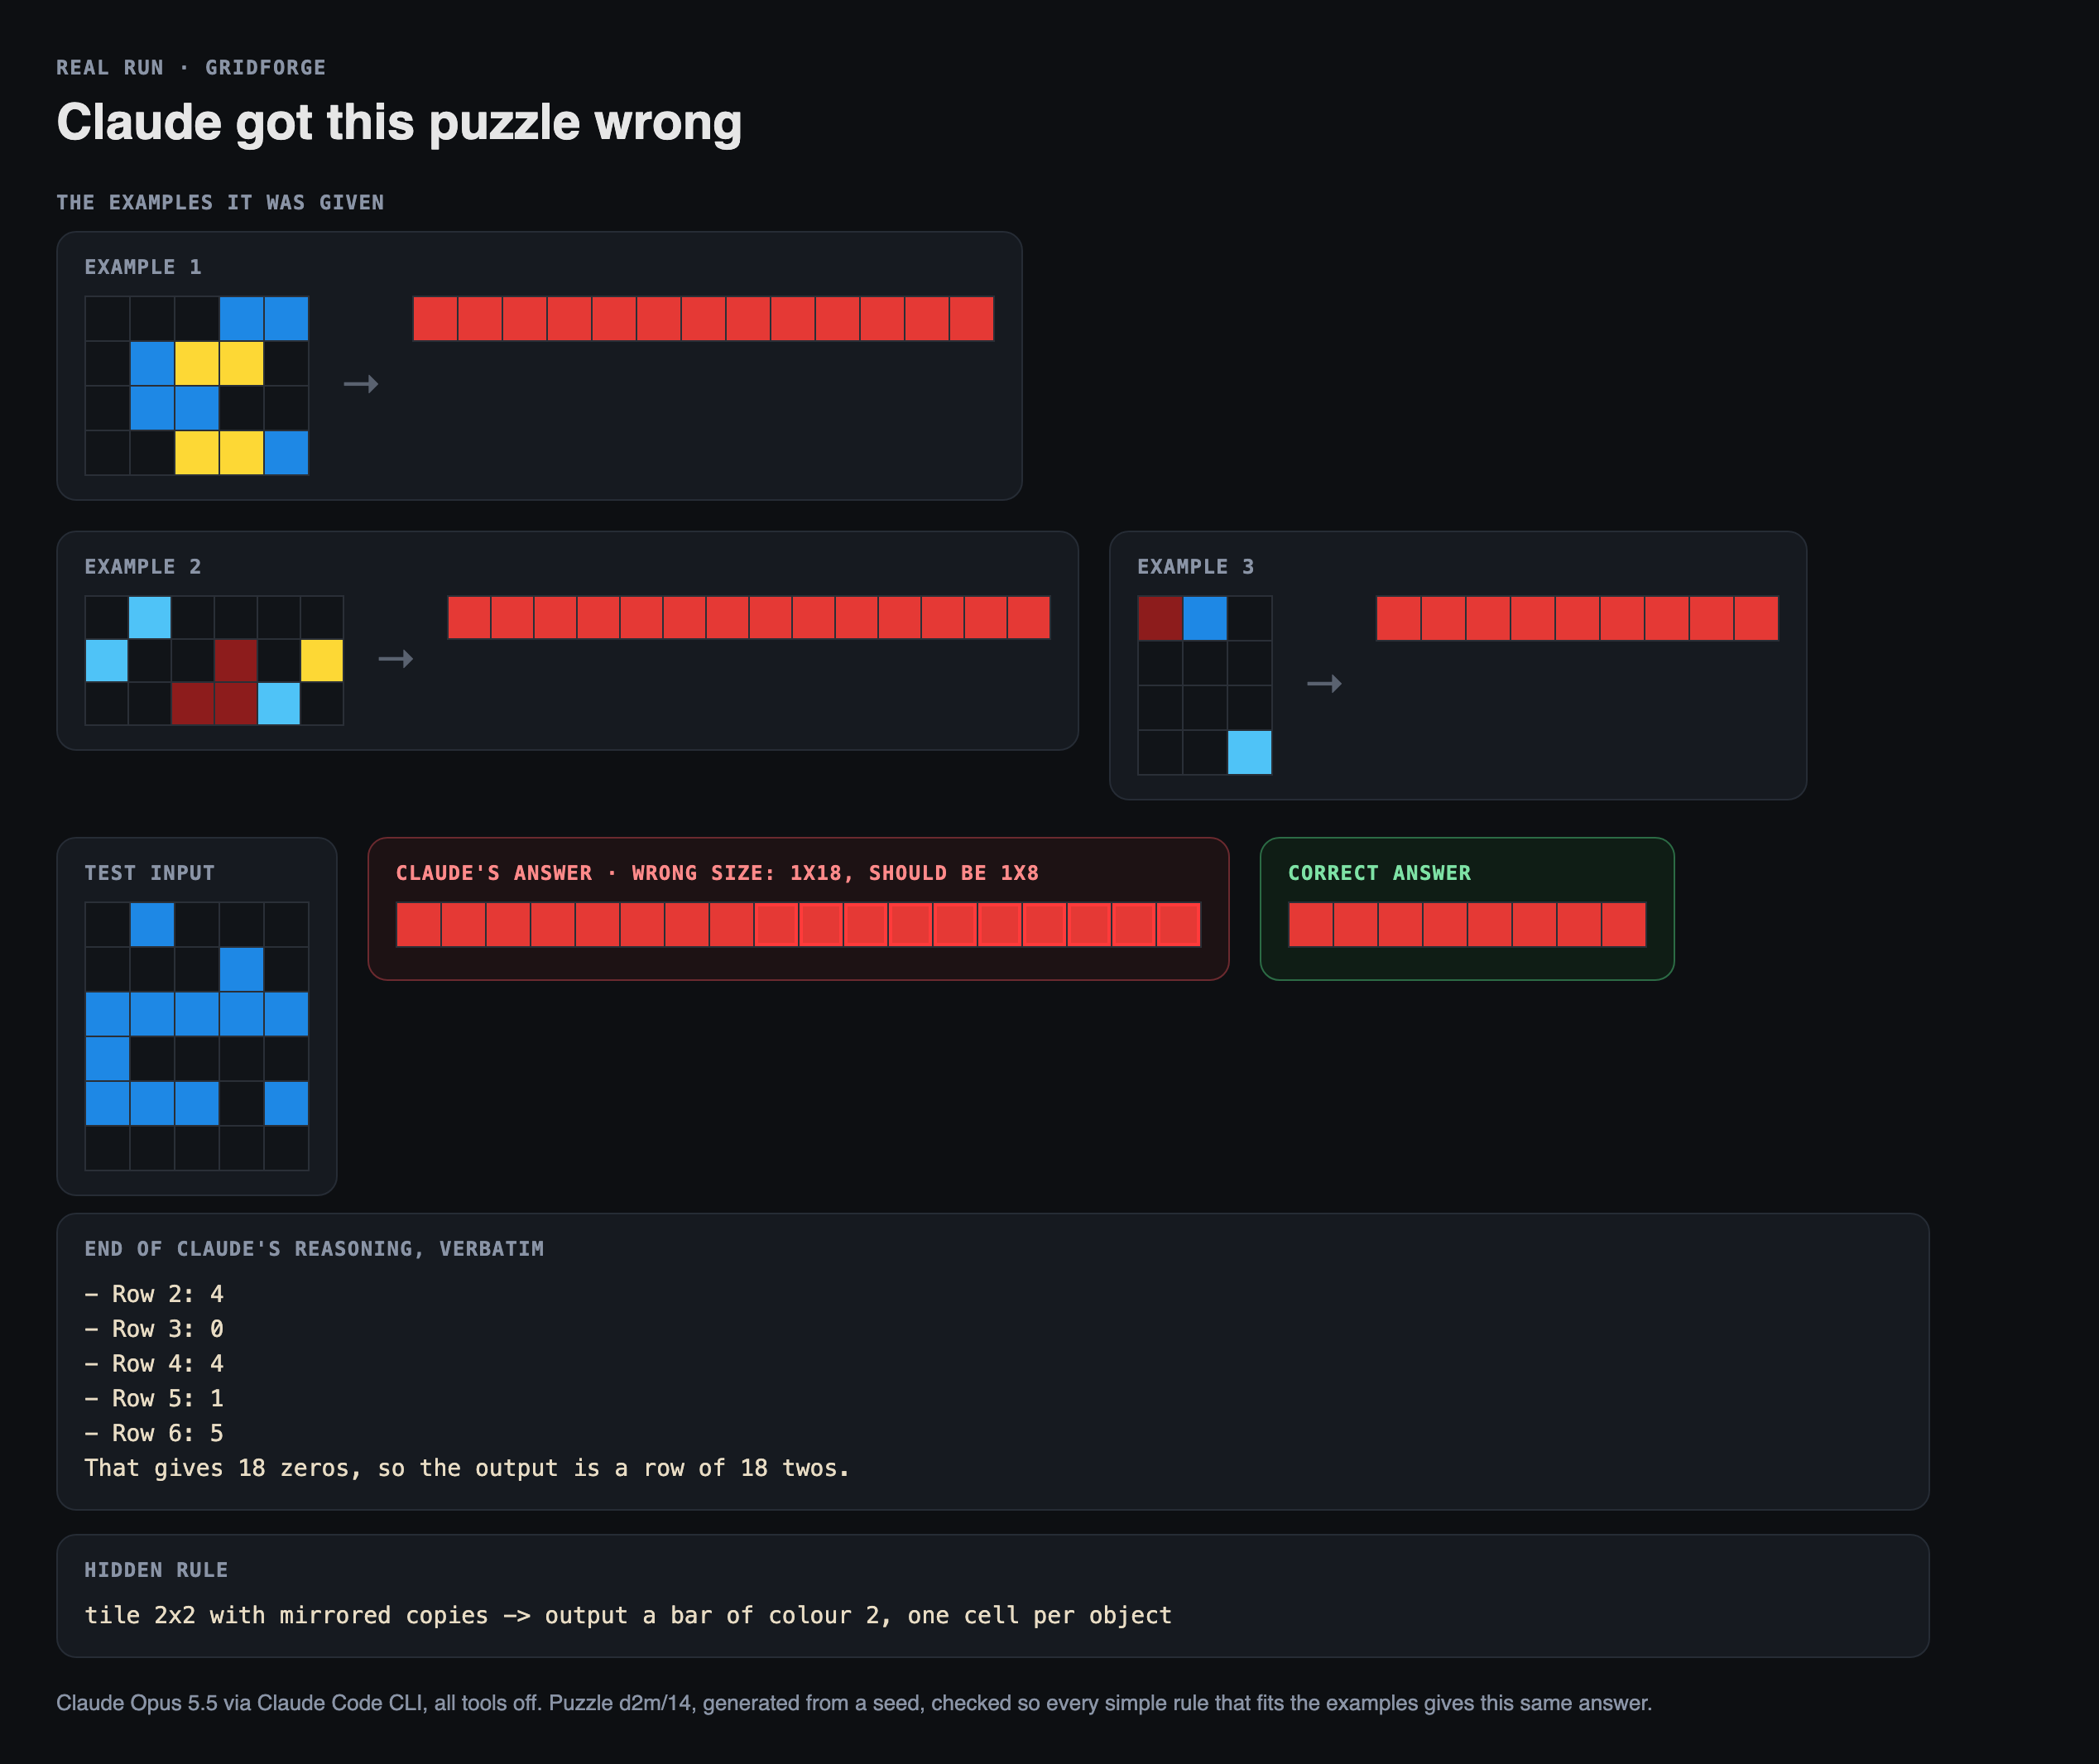 REAL RUN · GRIDFORGE
Claude got this puzzle wrong
THE EXAMPLES IT WAS GIVEN
EXAMPLE 1
→
EXAMPLE 2
→
EXAMPLE 3
→
TEST INPUT
CLAUDE'S ANSWER · WRONG SIZE: 1X18, SHOULD BE 1X8
CORRECT ANSWER
END OF CLAUDE'S REASONING, VERBATIM
– Row 2: 4
– Row 3: 0
– Row 4: 4
– Row 5: 1
– Row 6: 5
That gives 18 zeros, so the output is a row of 18 twos.
HIDDEN RULE
tile 2x2 with mirrored copies –> output a bar of colour 2, one cell per object
Claude Opus 5.5 via Claude Code CLI, all tools off. Puzzle d2m/14, generated from a seed, checked so every simple rule that fits the examples gives this same answer.